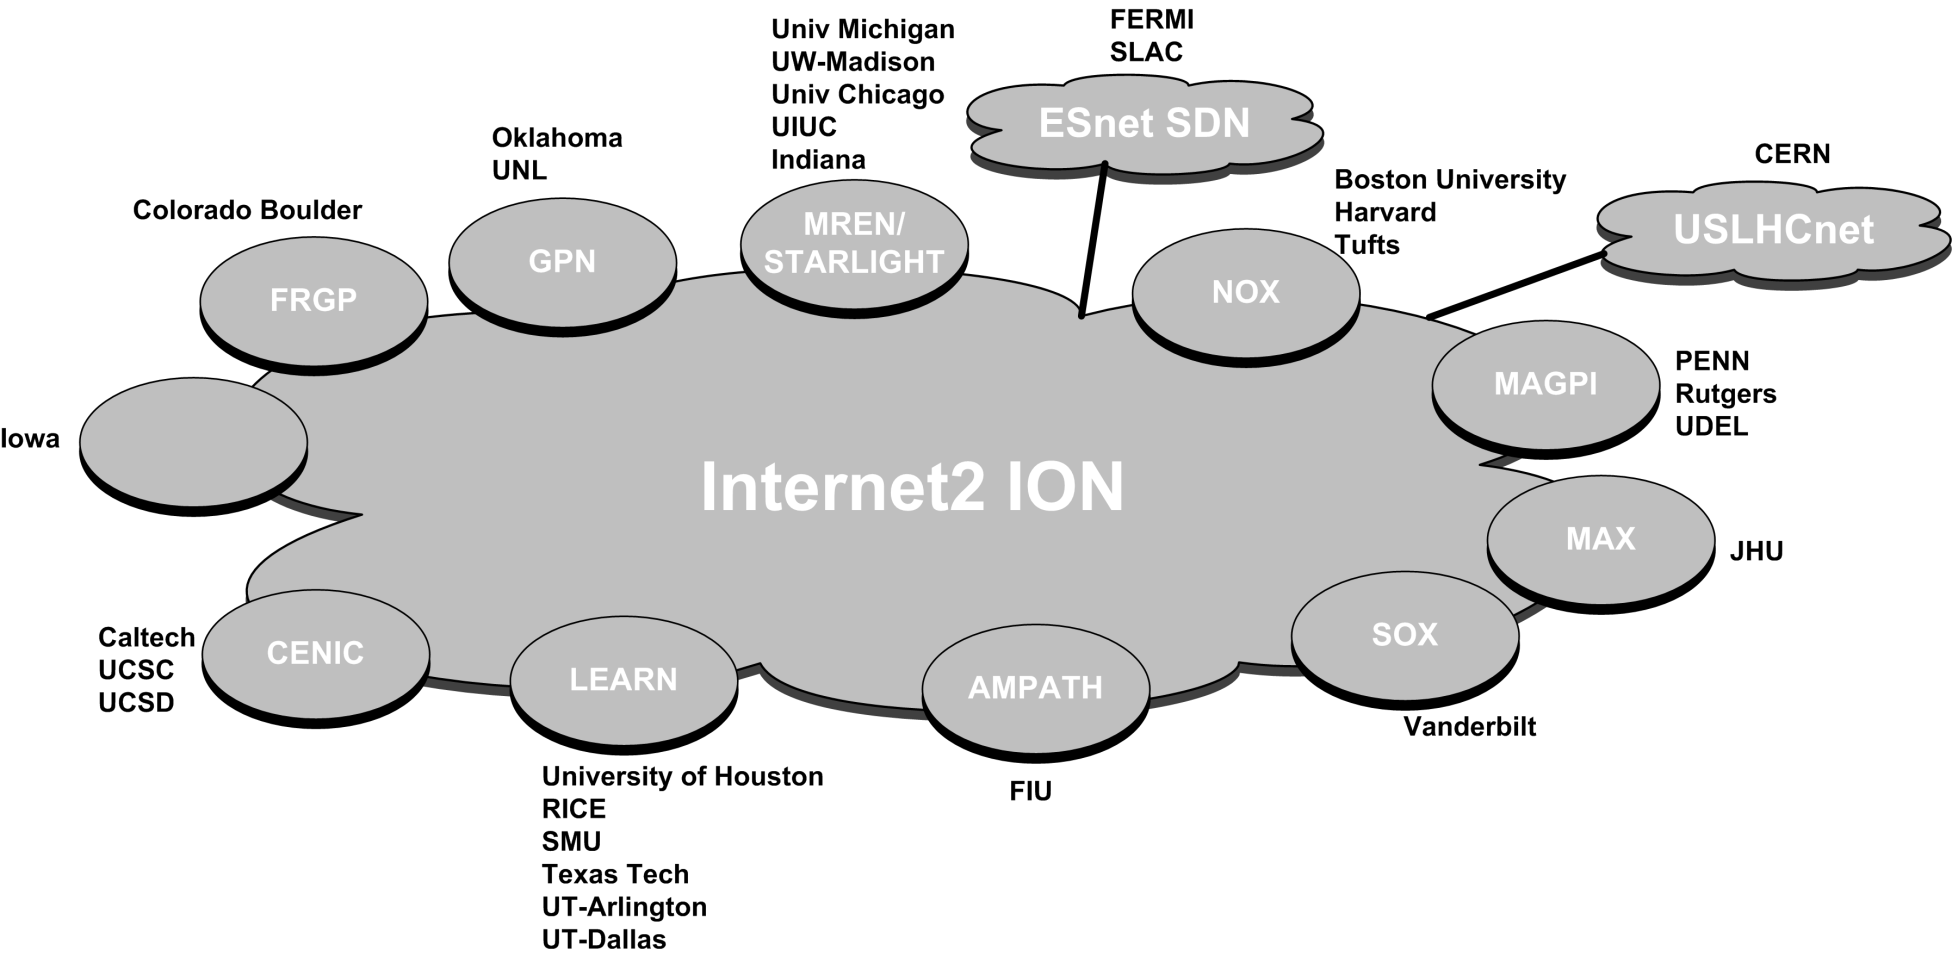 FERMI
SLAC
ESnet SDN
Univ Michigan
UW-Madison
Univ Chicago
UIUC
Indiana
MREN/
STARLIGHT
Oklahoma
UNL
GPN
Colorado Boulder
FRGP
Boston University
Harvard
Tufts
NOX
CERN
USLHCnet
PENN
Rutgers
UDEL
MAGPI
Iowa
Internet2 ION
MAX
JHU
SOX
Vanderbilt
Caltech
UCSC
UCSD
CENIC
LEARN
University of Houston
RICE
SMU
Texas Tech
UT-Arlington
UT-Dallas
AMPATH
FIU